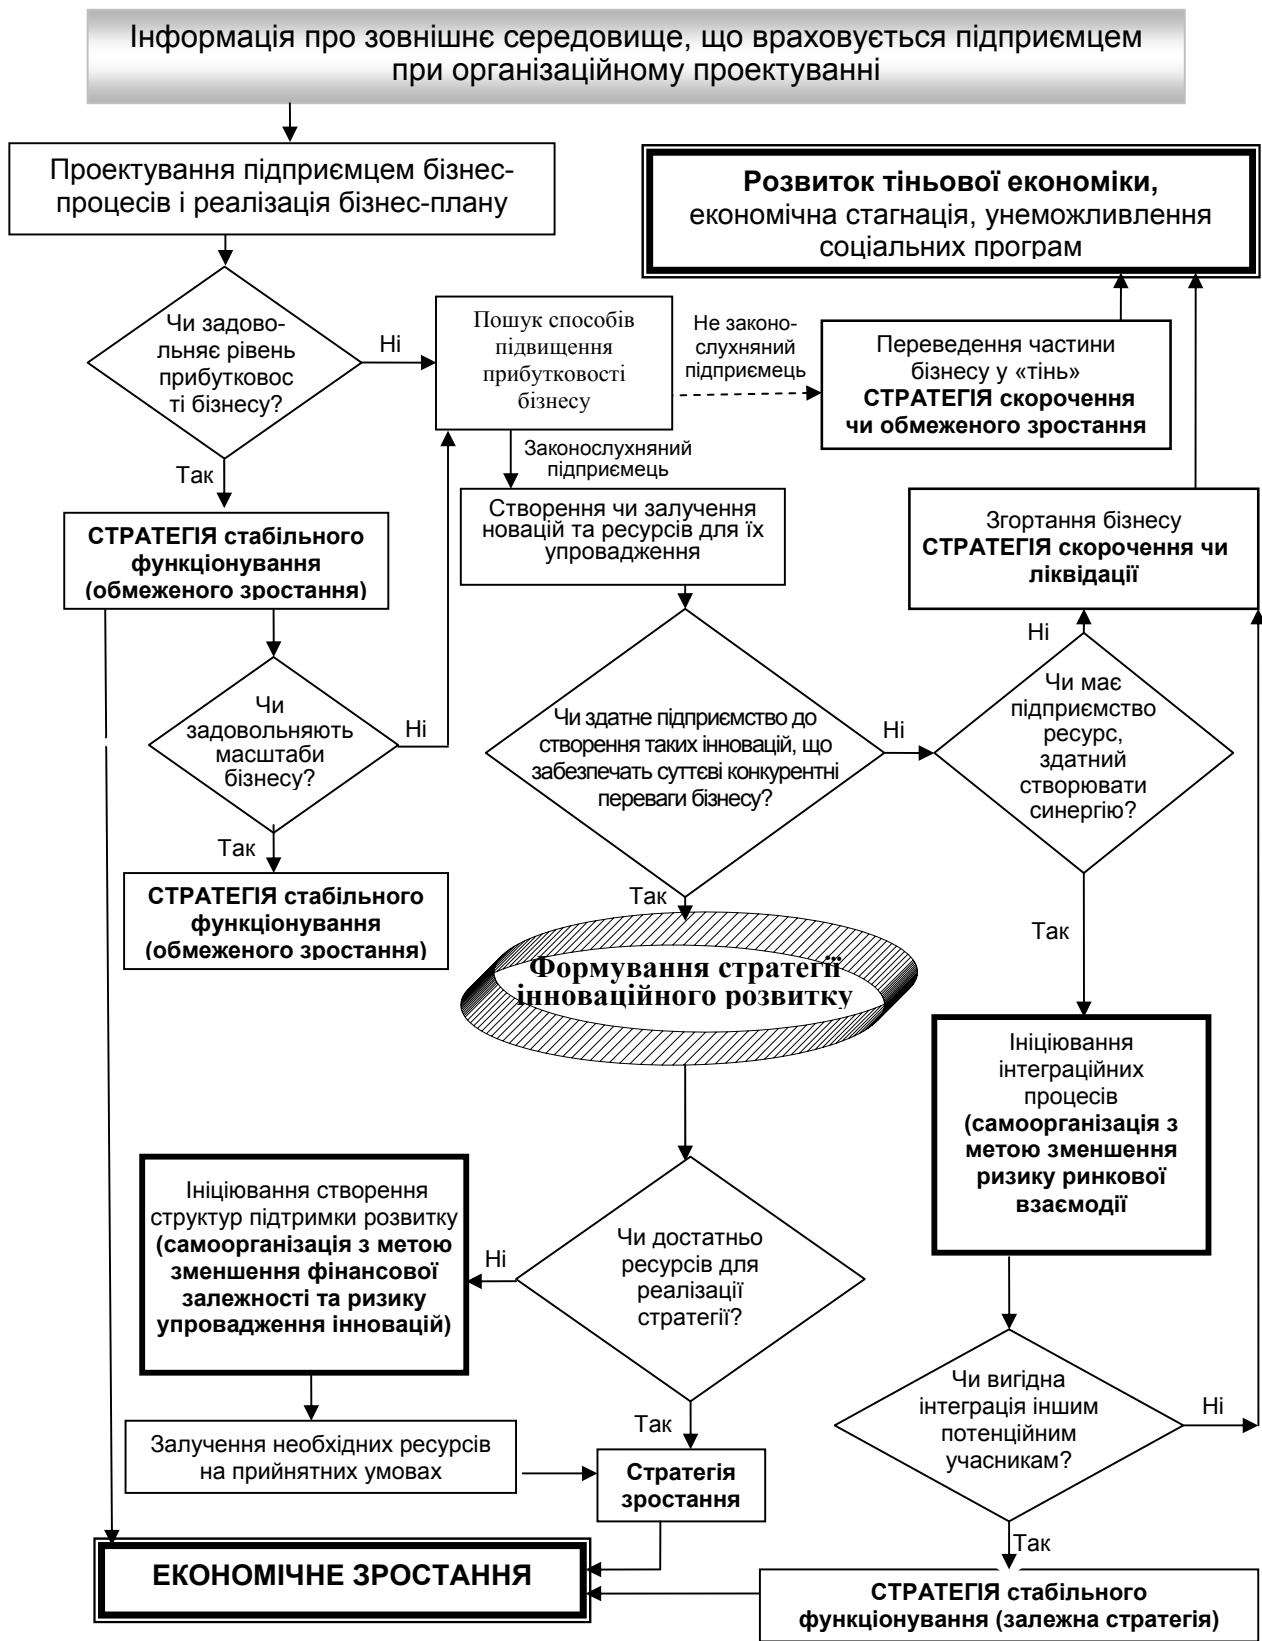 Інформація про зовнішнє середовище, що враховується підприємцем
при організаційному проектуванні
Проектування підприємцем бізнес-
процесів і реалізація бізнес-плану
Розвиток тіньової економіки,
економічна стагнація, унеможливлення
соціальних програм
Чи задово-
льняє рівень
прибутковос
ті бізнесу?
Ні
Пошук способів
підвищення
прибутковості
бізнесу
Не законо-
слухняний
підприємець
Переведення частини
бізнесу у «тінь»
СТРАТЕГІЯ скорочення
чи обмеженого зростання
Так
Законослухняний
підприємець
СТРАТЕГІЯ стабільного
функціонування
(обмеженого зростання)
Створення чи залучення
новацій та ресурсів для їх
упровадження
Згортання бізнесу
СТРАТЕГІЯ скорочення чи
ліквідації
Ні
Чи
задовольняють
масштаби
бізнесу?
Ні
Чи здатне підприємство до
створення таких інновацій, що
забезпечать суттєві конкурентні
переваги бізнесу?
Ні
Чи має
підприємство
ресурс,
здатний
створювати
синергію?
Так
СТРАТЕГІЯ стабільного
функціонування
(обмеженого зростання)
Так
Так
Формування стратегії
інноваційного розвитку
Ініціювання
інтеграційних
процесів
(самоорганізація з
метою зменшення
ризику ринкової
взаємодії
Ініціювання створення
структур підтримки розвитку
(самоорганізація з метою
зменшення фінансової
залежності та ризику
упровадження інновацій)
Ні
Чи достатньо
ресурсів для
реалізації
стратегії?
Чи вигідна
інтеграція іншим
потенційним
учасникам?
Ні
Так
Залучення необхідних ресурсів
на прийнятних умовах
Стратегія
зростання
Так
ЕКОНОМІЧНЕ ЗРОСТАННЯ
СТРАТЕГІЯ стабільного
функціонування (залежна стратегія)